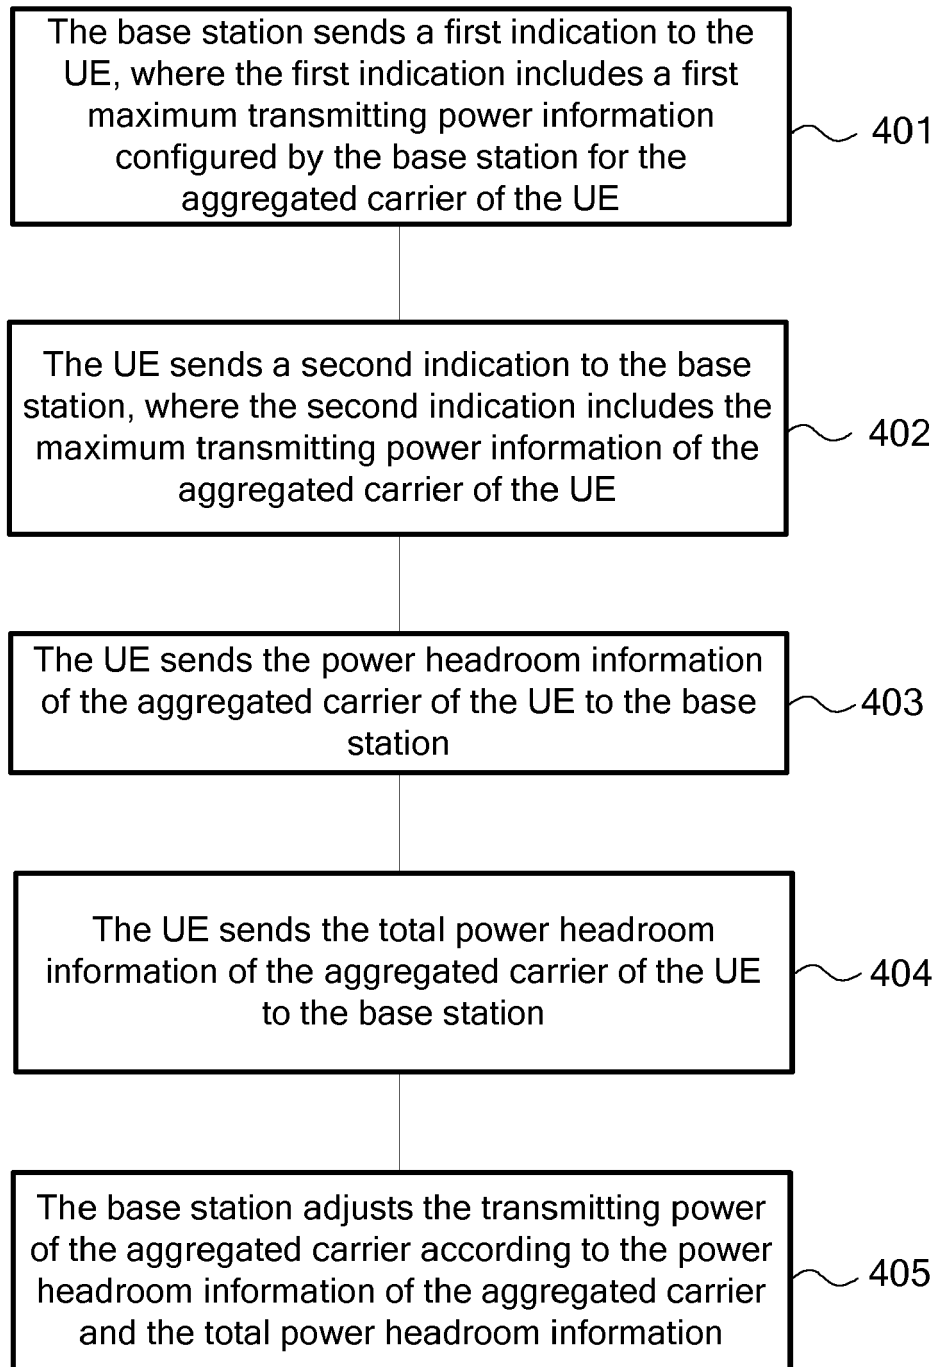 The base station sends a first indication to the
UE, where the first indication includes a first
maximum transmitting power information
configured by the base station for the
aggregated carrier of the UE
401
The UE sends a second indication to the base
station, where the second indication includes the
maximum transmitting power information of the
aggregated carrier of the UE
402
The UE sends the power headroom information
of the aggregated carrier of the UE to the base
station
403
The UE sends the total power headroom
information of the aggregated carrier of the UE
to the base station
404
The base station adjusts the transmitting power
of the aggregated carrier according to the power
headroom information of the aggregated carrier
and the total power headroom information
405